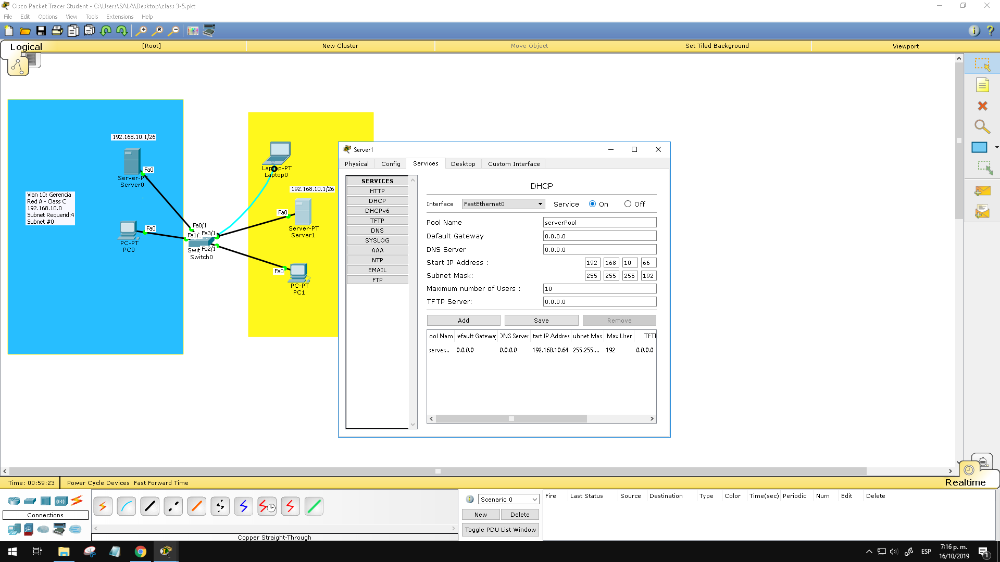 Cisco Packet Tracer Student - C:\Users\SALA\Desktop\class 3-5.pkt
File Edit Options View Tools Extensions Help
Logical
[Root]
New Cluster
Move Object
Set Tiled Background
Viewport
192.168.10.1/26
Fa0
Server-PT
Server0
Vlan 10: Gerencia
Red A - Class C
192.168.10.0
Subnet Requerid:4
Subnet #0
Fa0
PC-PT
PC0
Fa0/1
Fa1/
Fa3/1
Fa2/1
Swit
Switch0
Laptop-PT
Laptop0
192.168.10.1/26
Fa0
Server-PT
Server1
Fa0
PC-PT
PC1
Server1
Physical Config Services Desktop Custom Interface
SERVICES
HTTP
DHCP
DHCPv6
TFTP
DNS
SYSLOG
AAA
NTP
EMAIL
FTP
DHCP
Interface FastEthernet0 Service On Off
Pool Name serverPool
Default Gateway 0.0.0.0
DNS Server 0.0.0.0
Start IP Address : 192 168 10 66
Subnet Mask: 255 255 255 192
Maximum number of Users : 10
TFTP Server: 0.0.0.0
Add Save Remove
ool Nam efault Gateway DNS Server tart IP Addres ubnet Mas Max User TFTP
server... 0.0.0.0 0.0.0.0 192.168.10.64 255.255.... 192 0.0.0.0
Time: 00:59:23 Power Cycle Devices Fast Forward Time
Realtime
Connections
Copper Straight-Through
Scenario 0
New Delete
Toggle PDU List Window
Fire Last Status Source Destination Type Color Time(sec) Periodic Num Edit Delete
ESP
7:16 p. m.
16/10/2019
1